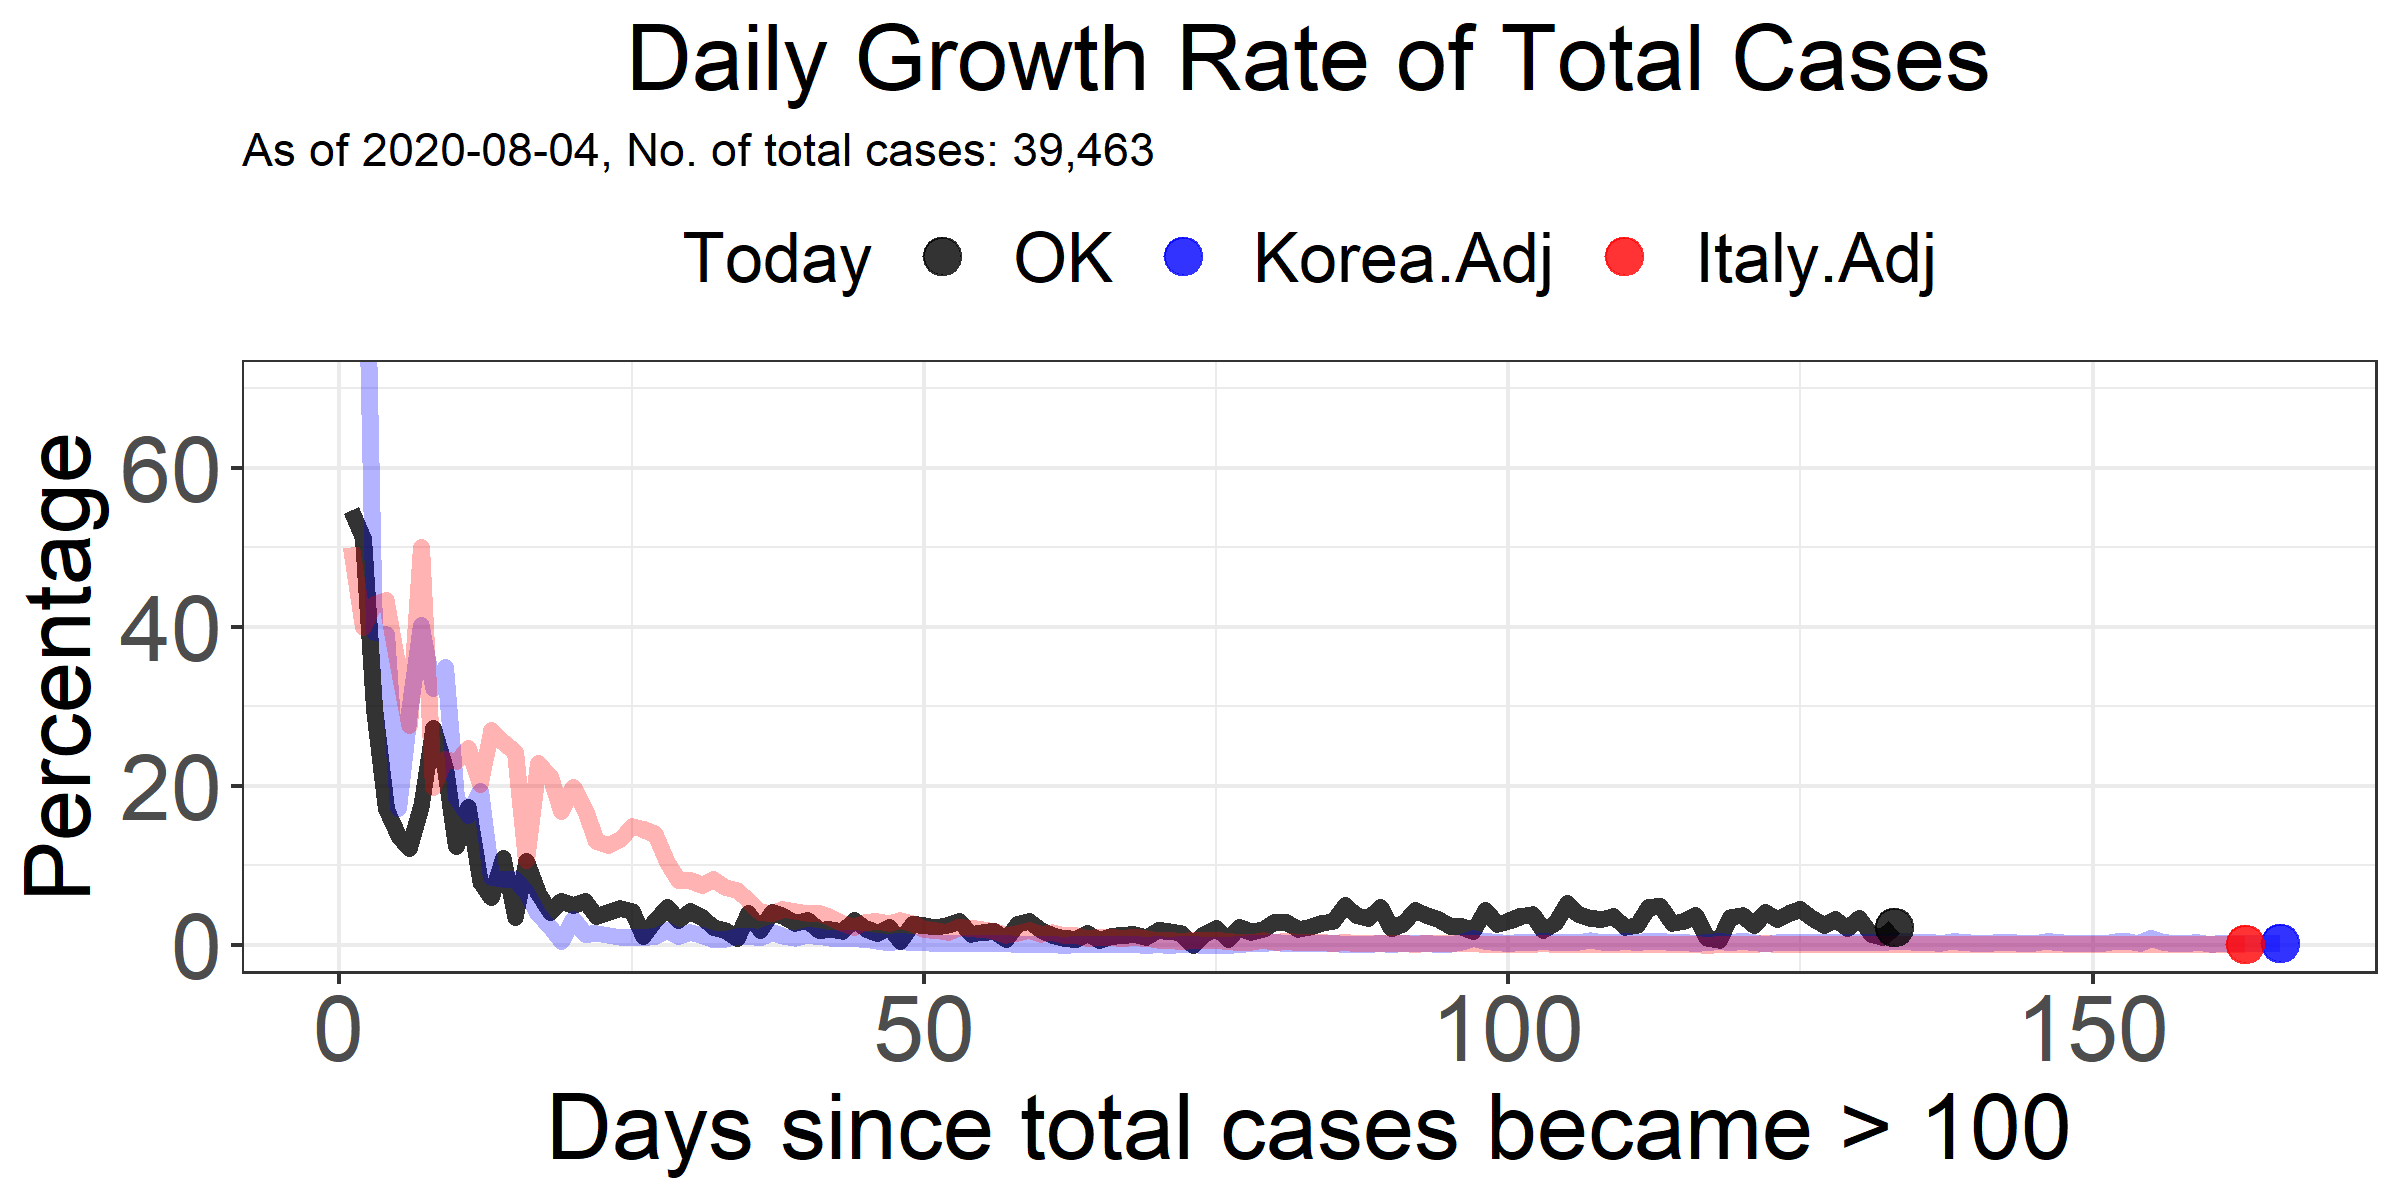 Daily Growth Rate of Total Cases
As of 2020-08-04, No. of total cases: 39,463
Today OK Korea.Adj Italy.Adj
Percentage
60
40
20
0
0 50 100 150
Days since total cases became > 100